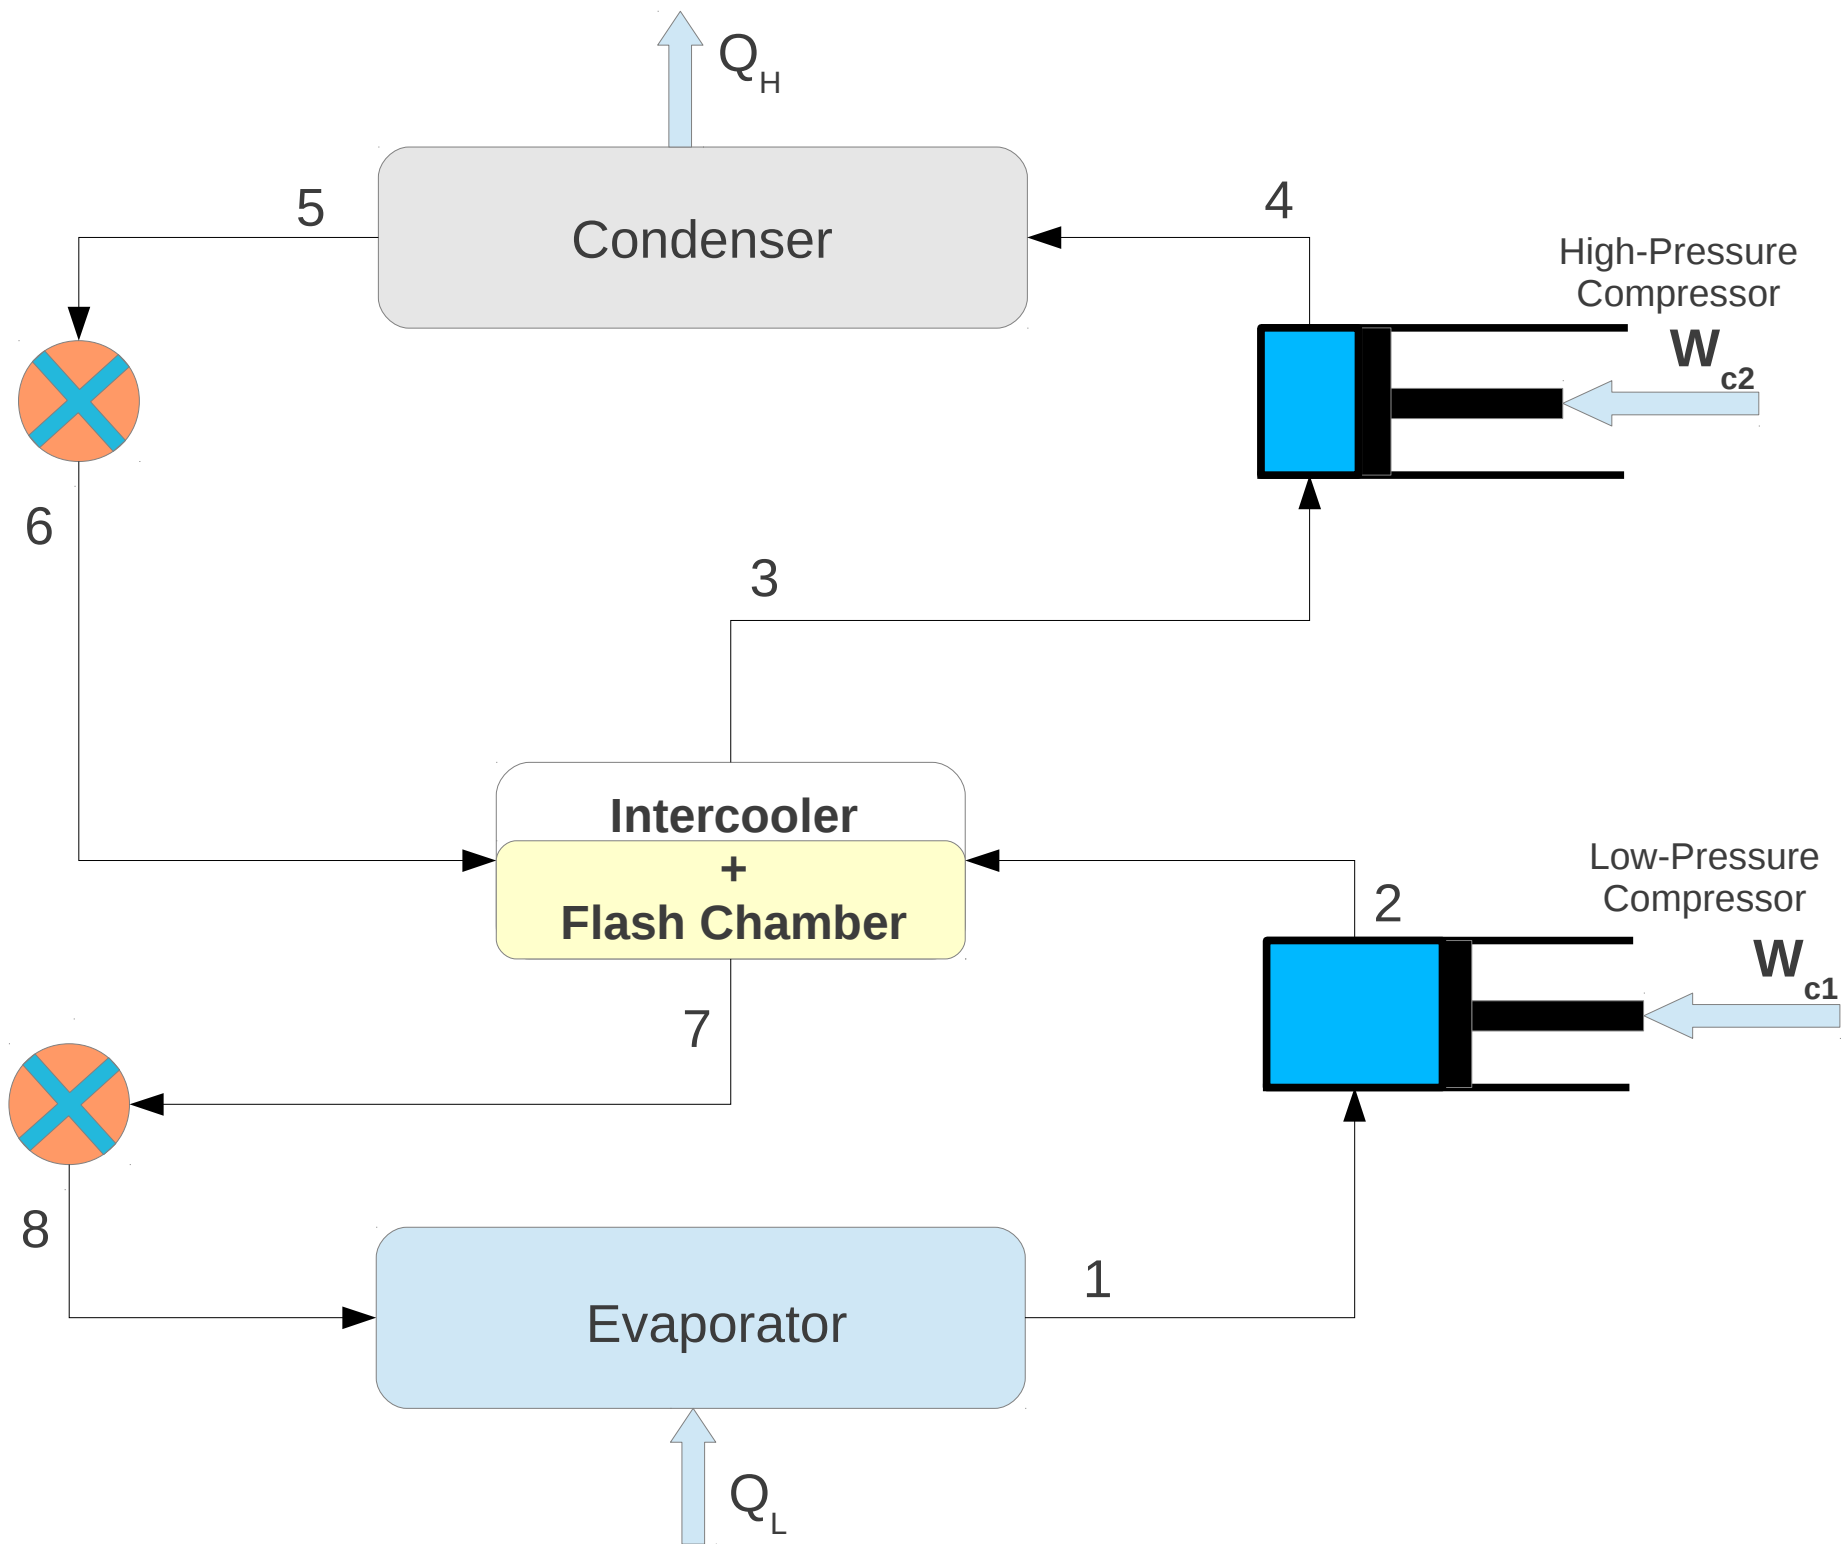 Q_H
5
Condenser
4
High-Pressure
Compressor
W_c2
6
3
Intercooler
+
Flash Chamber
2
Low-Pressure
Compressor
W_c1
7
8
Evaporator
1
Q_L